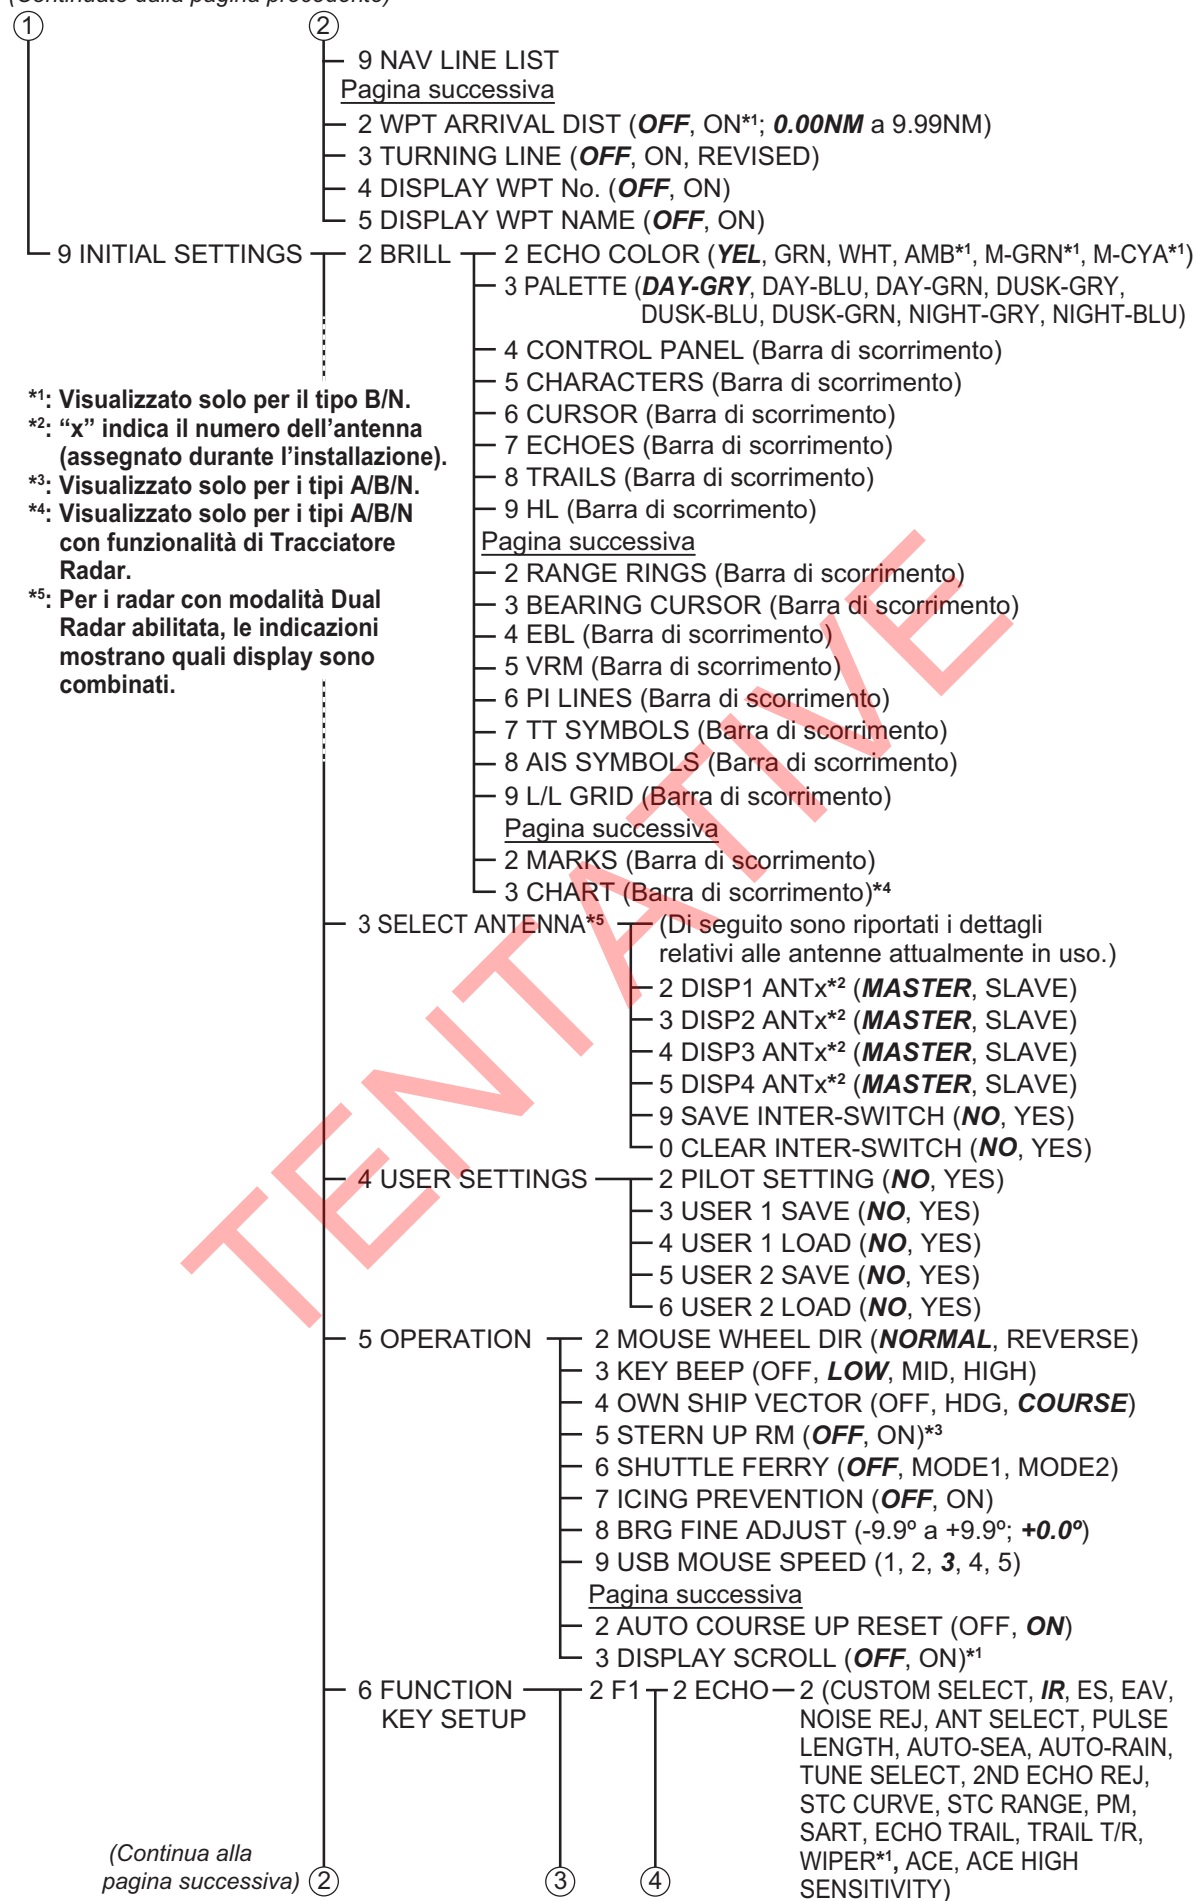 (Continuato dalla pagina precedente)
1 2
9 NAV LINE LIST
Pagina successiva
2 WPT ARRIVAL DIST (OFF, ON*1; 0.00NM a 9.99NM)
3 TURNING LINE (OFF, ON, REVISED)
4 DISPLAY WPT No. (OFF, ON)
5 DISPLAY WPT NAME (OFF, ON)
9 INITIAL SETTINGS
2 BRILL
2 ECHO COLOR (YEL, GRN, WHT, AMB*1, M-GRN*1, M-CYA*1)
3 PALETTE (DAY-GRY, DAY-BLU, DAY-GRN, DUSK-GRY,
DUSK-BLU, DUSK-GRN, NIGHT-GRY, NIGHT-BLU)
4 CONTROL PANEL (Barra di scorrimento)
5 CHARACTERS (Barra di scorrimento)
6 CURSOR (Barra di scorrimento)
7 ECHOES (Barra di scorrimento)
8 TRAILS (Barra di scorrimento)
9 HL (Barra di scorrimento)
Pagina successiva
2 RANGE RINGS (Barra di scorrimento)
3 BEARING CURSOR (Barra di scorrimento)
4 EBL (Barra di scorrimento)
5 VRM (Barra di scorrimento)
6 PI LINES (Barra di scorrimento)
7 TT SYMBOLS (Barra di scorrimento)
8 AIS SYMBOLS (Barra di scorrimento)
9 L/L GRID (Barra di scorrimento)
Pagina successiva
2 MARKS (Barra di scorrimento)
3 CHART (Barra di scorrimento)*4
*1: Visualizzato solo per il tipo B/N.
*2: “x” indica il numero dell’antenna
(assegnato durante l’installazione).
*3: Visualizzato solo per i tipi A/B/N.
*4: Visualizzato solo per i tipi A/B/N
con funzionalità di Tracciatore
Radar.
*5: Per i radar con modalità Dual
Radar abilitata, le indicazioni
mostrano quali display sono
combinati.
3 SELECT ANTENNA*5
(Di seguito sono riportati i dettagli
relativi alle antenne attualmente in uso.)
2 DISP1 ANTx*2 (MASTER, SLAVE)
3 DISP2 ANTx*2 (MASTER, SLAVE)
4 DISP3 ANTx*2 (MASTER, SLAVE)
5 DISP4 ANTx*2 (MASTER, SLAVE)
9 SAVE INTER-SWITCH (NO, YES)
0 CLEAR INTER-SWITCH (NO, YES)
4 USER SETTINGS
2 PILOT SETTING (NO, YES)
3 USER 1 SAVE (NO, YES)
4 USER 1 LOAD (NO, YES)
5 USER 2 SAVE (NO, YES)
6 USER 2 LOAD (NO, YES)
5 OPERATION
2 MOUSE WHEEL DIR (NORMAL, REVERSE)
3 KEY BEEP (OFF, LOW, MID, HIGH)
4 OWN SHIP VECTOR (OFF, HDG, COURSE)
5 STERN UP RM (OFF, ON)*3
6 SHUTTLE FERRY (OFF, MODE1, MODE2)
7 ICING PREVENTION (OFF, ON)
8 BRG FINE ADJUST (-9.9º a +9.9º; +0.0º)
9 USB MOUSE SPEED (1, 2, 3, 4, 5)
Pagina successiva
2 AUTO COURSE UP RESET (OFF, ON)
3 DISPLAY SCROLL (OFF, ON)*1
6 FUNCTION
KEY SETUP
2 F1
2 ECHO
2 (CUSTOM SELECT, IR, ES, EAV,
NOISE REJ, ANT SELECT, PULSE
LENGTH, AUTO-SEA, AUTO-RAIN,
TUNE SELECT, 2ND ECHO REJ,
STC CURVE, STC RANGE, PM,
SART, ECHO TRAIL, TRAIL T/R,
WIPER*1, ACE, ACE HIGH
SENSITIVITY)
(Continua alla
pagina successiva) 2 3 4
TENTATIVE